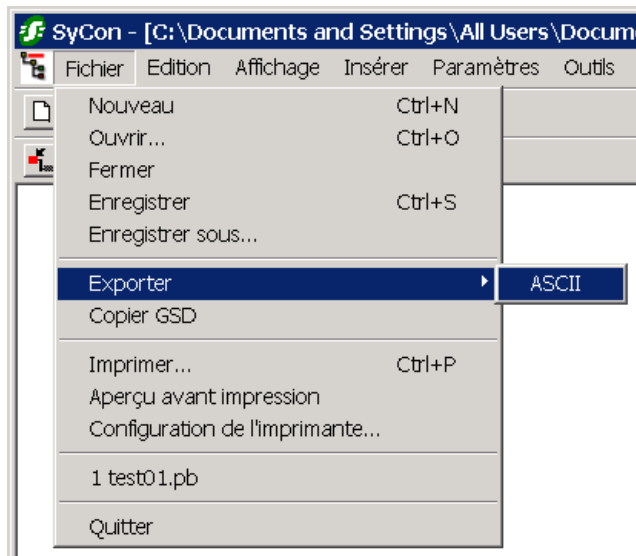 SyCon - [C:\Documents and Settings\All Users\Docum
Fichier Edition Affichage Insérer Paramètres Outils
Nouveau Ctrl+N
Ouvrir... Ctrl+O
Fermer
Enregistrer Ctrl+S
Enregistrer sous...
Exporter ASCII
Copier GSD
Imprimer... Ctrl+P
Aperçu avant impression
Configuration de l'imprimante...
1 test01.pb
Quitter